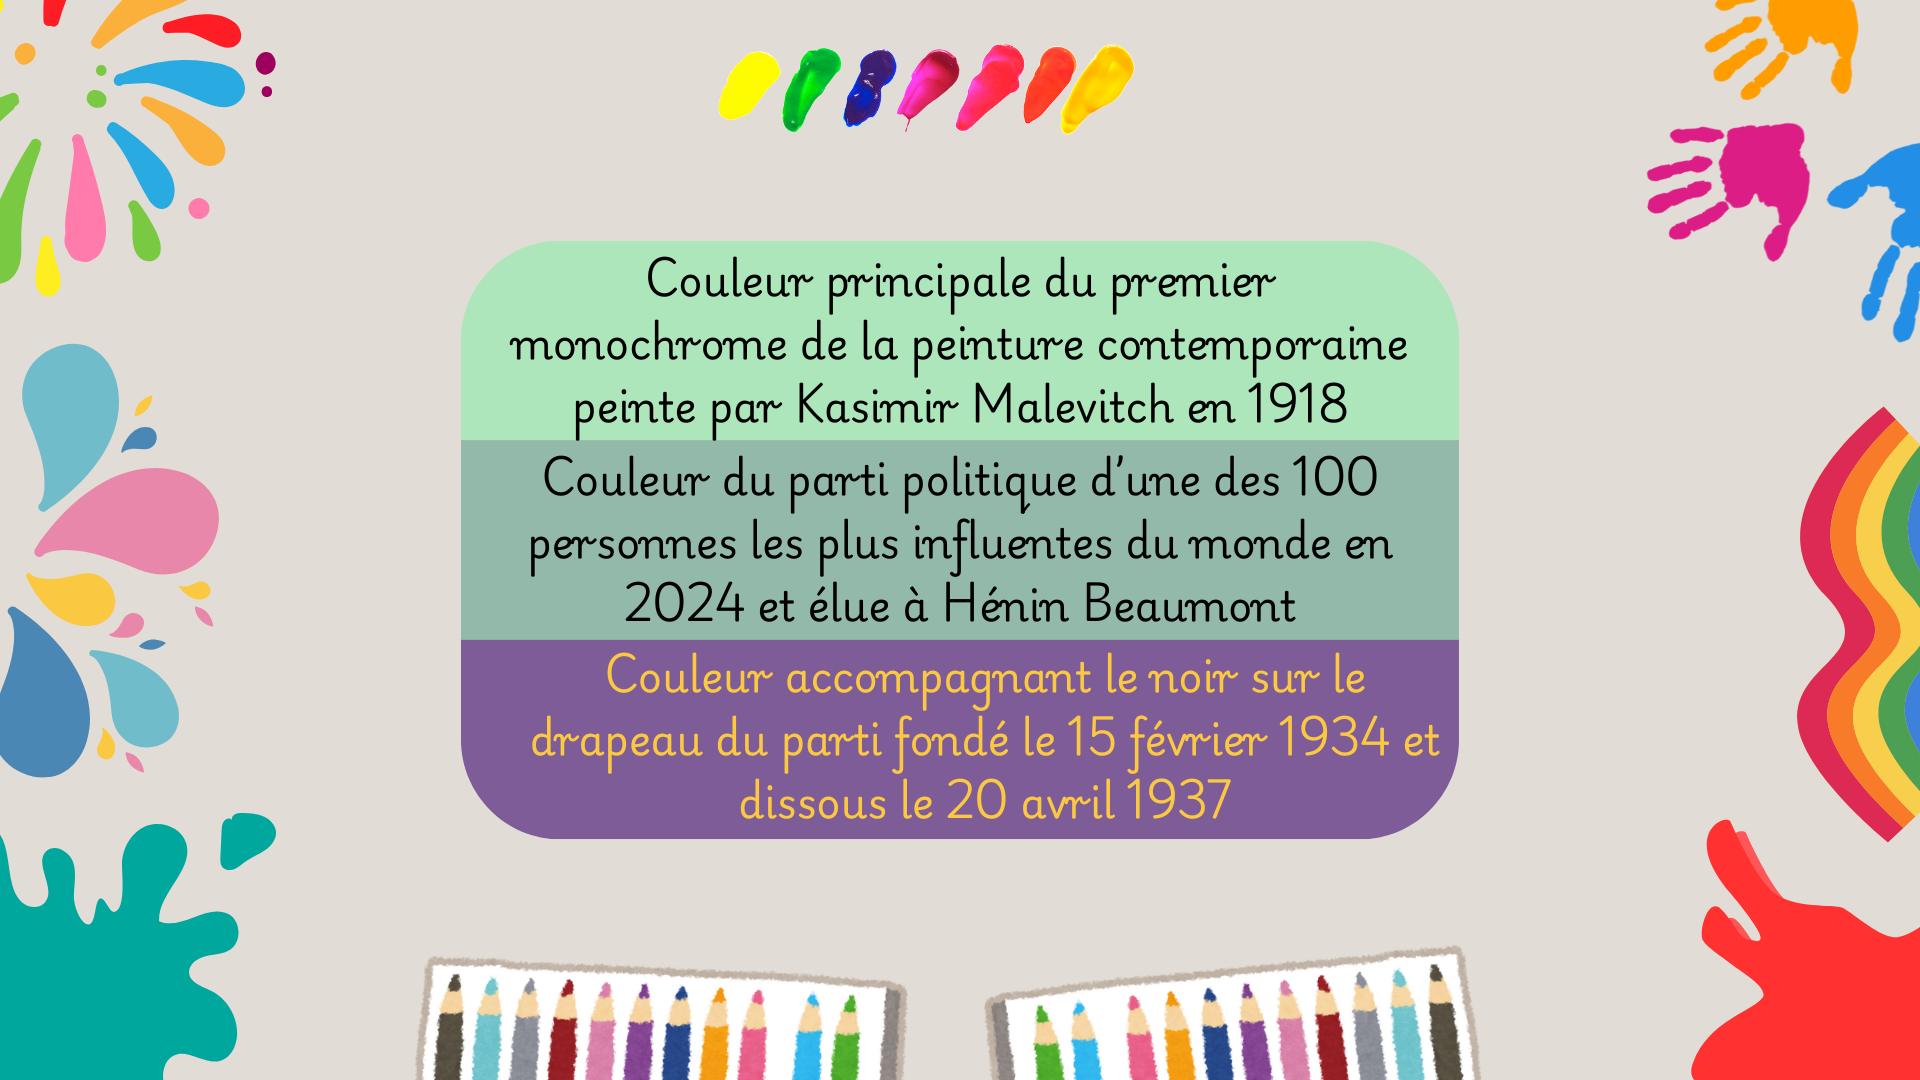 Couleur principale du premier
monochrome de la peinture contemporaine
peinte par Kasimir Malevitch en 1918
Couleur du parti politique d’une des 100
personnes les plus influentes du monde en
2024 et élue à Hénin Beaumont
Couleur accompagnant le noir sur le
drapeau du parti fondé le 15 février 1934 et
dissous le 20 avril 1937